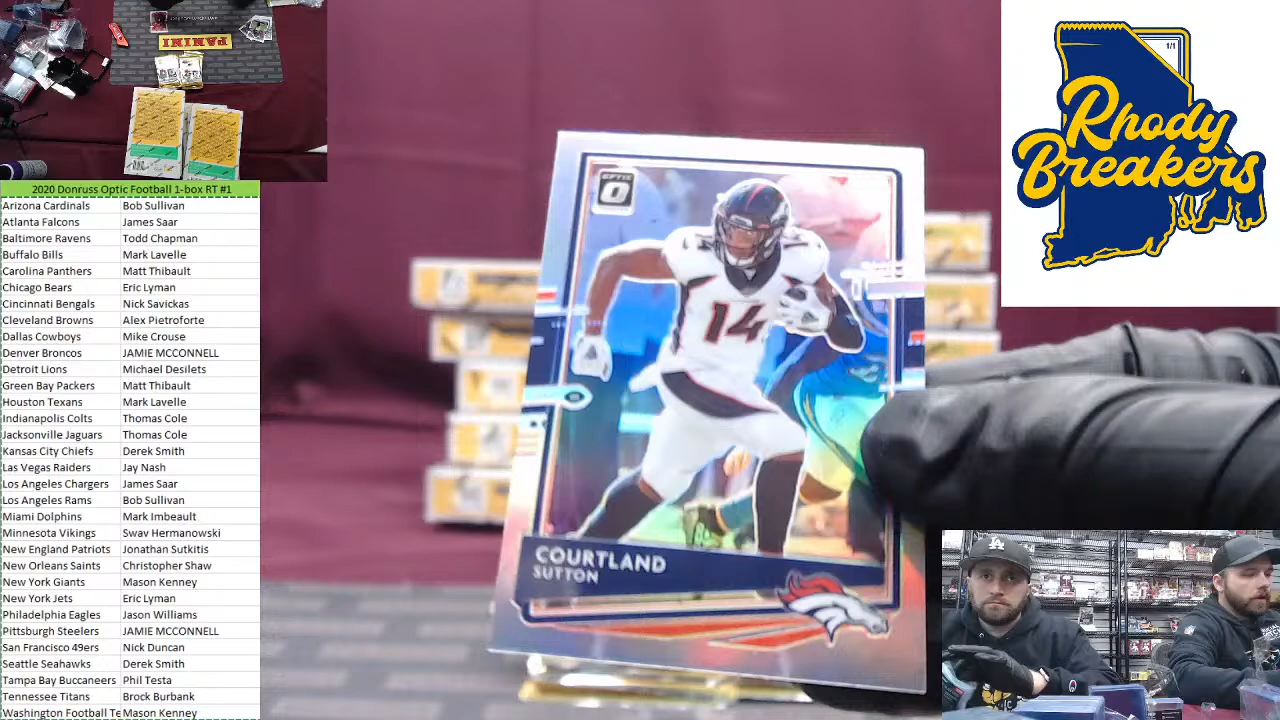 PANINI
2020 Donruss Optic Football 1-box RT #1
Arizona Cardinals Bob Sullivan
Atlanta Falcons James Saar
Baltimore Ravens Todd Chapman
Buffalo Bills Mark Lavelle
Carolina Panthers Matt Thibault
Chicago Bears Eric Lyman
Cincinnati Bengals Nick Savickas
Cleveland Browns Alex Pietroforte
Dallas Cowboys Mike Crouse
Denver Broncos JAMIE MCCONNELL
Detroit Lions Michael Desilets
Green Bay Packers Matt Thibault
Houston Texans Mark Lavelle
Indianapolis Colts Thomas Cole
Jacksonville Jaguars Thomas Cole
Kansas City Chiefs Derek Smith
Las Vegas Raiders Jay Nash
Los Angeles Chargers James Saar
Los Angeles Rams Bob Sullivan
Miami Dolphins Mark Imbeault
Minnesota Vikings Swav Hermanowski
New England Patriots Jonathan Sutkitis
New Orleans Saints Christopher Shaw
New York Giants Mason Kenney
New York Jets Eric Lyman
Philadelphia Eagles Jason Williams
Pittsburgh Steelers JAMIE MCCONNELL
San Francisco 49ers Nick Duncan
Seattle Seahawks Derek Smith
Tampa Bay Buccaneers Phil Testa
Tennessee Titans Brock Burbank
Washington Football Te Mason Kenney
OPTIC
O
14
14
14
COURTLAND
SUTTON
1/1
Rhody
Breakers
LA